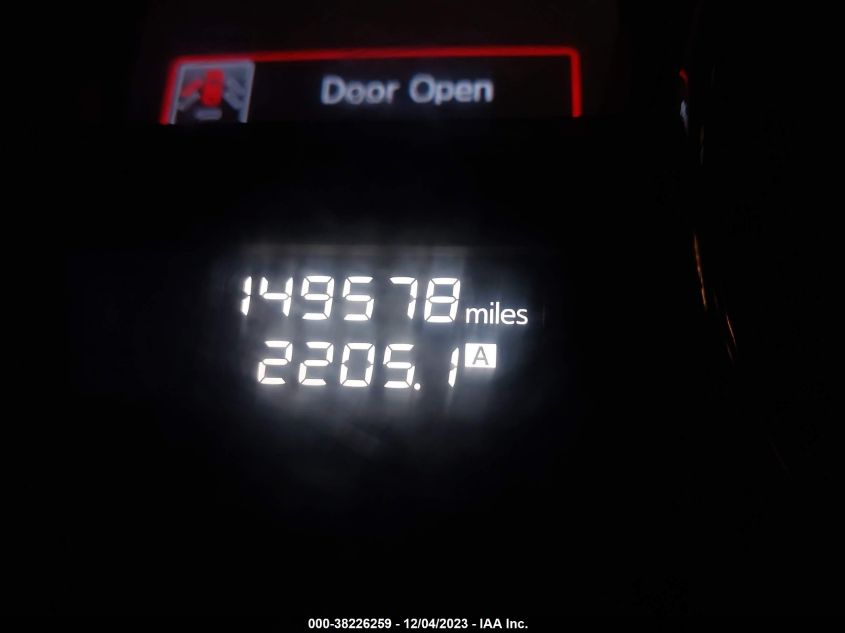 Door Open
149578 miles
2205.1 A
000-38226259 - 12/04/2023 - IAA Inc.